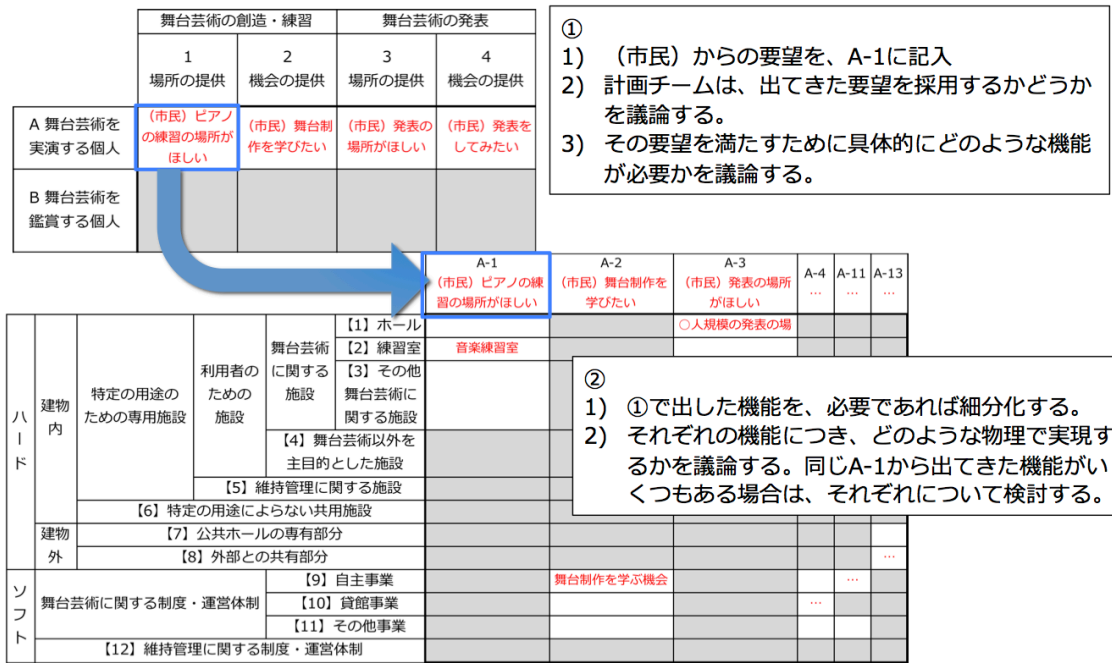 舞台芸術の創造・練習
舞台芸術の発表
1
場所の提供
2
機会の提供
3
場所の提供
4
機会の提供
A 舞台芸術を
実演する個人
(市民)ピアノ
の練習の場所が
ほしい
(市民)舞台制
作を学びたい
(市民)発表の
場所がほしい
(市民)発表を
してみたい
B 舞台芸術を
鑑賞する個人
①
1) (市民)からの要望を、A-1に記入
2) 計画チームは、出てきた要望を採用するかどうか
を議論する。
3) その要望を満たすために具体的にどのような機能
が必要かを議論する。
A-1
(市民)ピアノの練
習の場所がほしい
A-2
(市民)舞台制作を
学びたい
A-3
(市民)発表の場所
がほしい
A-4
…
A-11
…
A-13
…
ハード
建物
内
特定の用途の
ための専用施設
利用者の
ための
施設
舞台芸術
に関する
施設
【1】ホール
○人規模の発表の場
【2】練習室
音楽練習室
【3】その他
舞台芸術に
関する施設
【4】舞台芸術以外を
主目的とした施設
【5】維持管理に関する施設
【6】特定の用途によらない共用施設
建物
外
【7】公共ホールの専有部分
【8】外部との共有部分
…
②
1) ①で出した機能を、必要であれば細分化する。
2) それぞれの機能につき、どのような物理で実現す
るかを議論する。同じA-1から出てきた機能がい
くつもある場合は、それぞれについて検討する。
ソフト
舞台芸術に関する制度・運営体制
【9】自主事業
舞台制作を学ぶ機会
…
【10】貸館事業
…
【11】その他事業
【12】維持管理に関する制度・運営体制